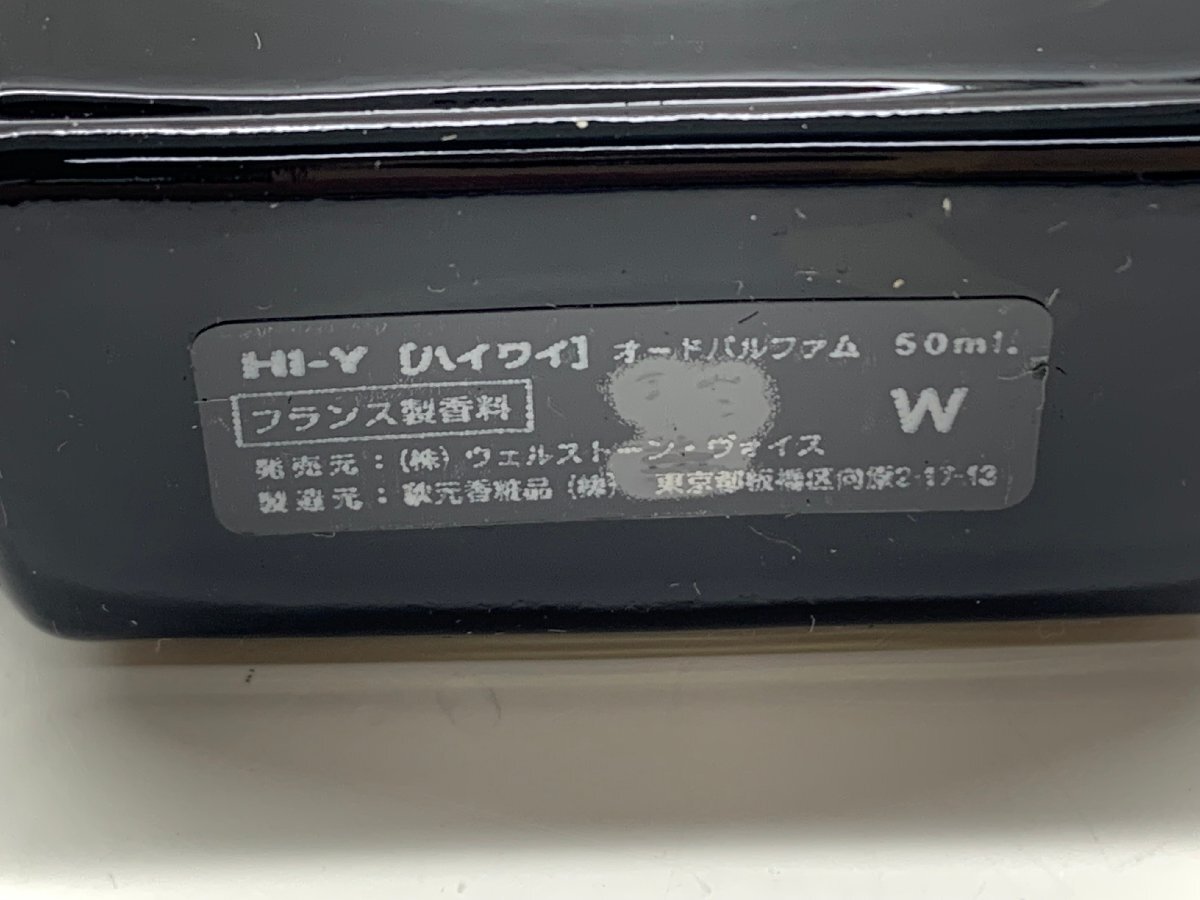 HI-Y [ハイワイ] オードパルファム 50ml.
フランス製香料
W
発売元:(株)ウェルストーン・ヴォイス
製造元:秋元香粧品(株) 東京都板橋区向原2-17-13